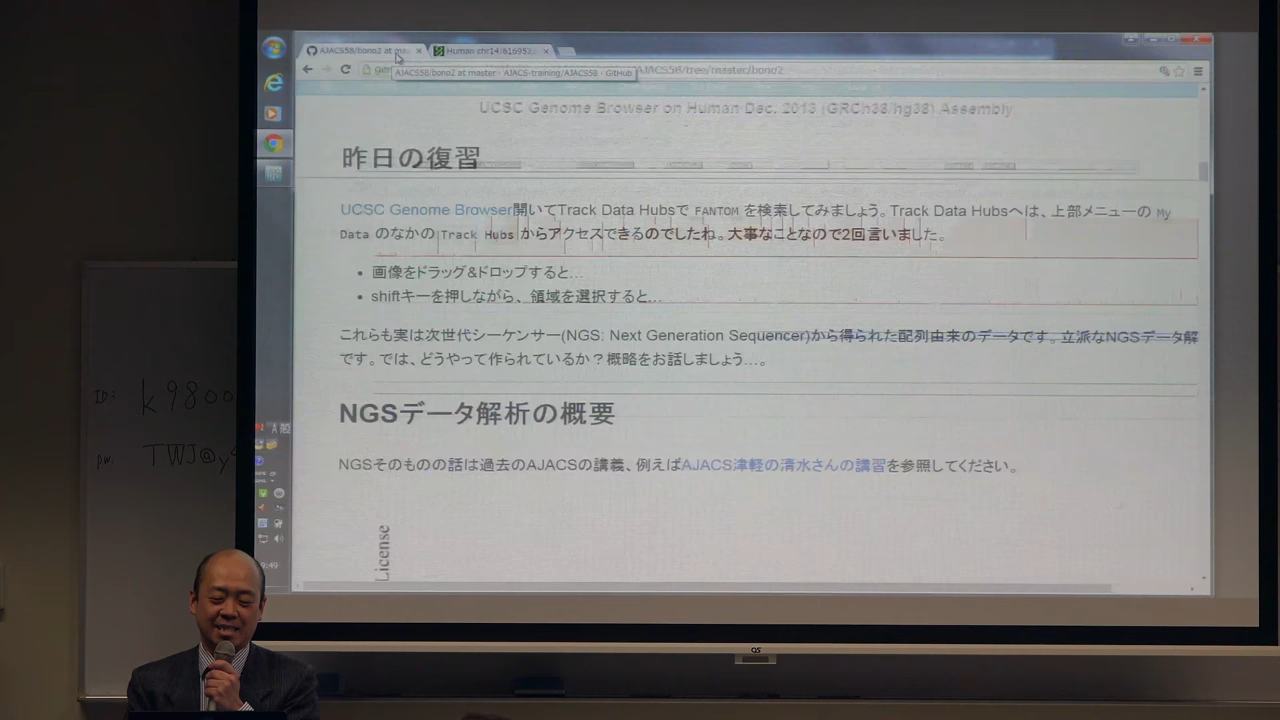 AJACS58/bono2 at mas
Human chr14:616952
AJACS58/bono2 at master · AJACS-training/AJACS58 · GitHub
AJACS58/tree/master/bono2
UCSC Genome Browser on Human Dec. 2013 (GRCh38/hg38) Assembly
昨日の復習
UCSC Genome Browser開いてTrack Data Hubsで FANTOM を検索してみましょう。Track Data Hubsへは、上部メニューの My
Data のなかの Track Hubs からアクセスできるのでしたね。大事なことなので2回言いました。
• 画像をドラッグ&ドロップすると…
• shiftキーを押しながら、領域を選択すると…
これらも実は次世代シーケンサー(NGS: Next Generation Sequencer)から得られた配列由来のデータです。立派なNGSデータ解
です。では、どうやって作られているか？概略をお話しましょう…。
NGSデータ解析の概要
NGSそのものの話は過去のAJACSの講義、例えばAJACS津軽の清水さんの講習を参照してください。
License
A 般
9:49
ID: k9800
pw. TWJ@y
OS